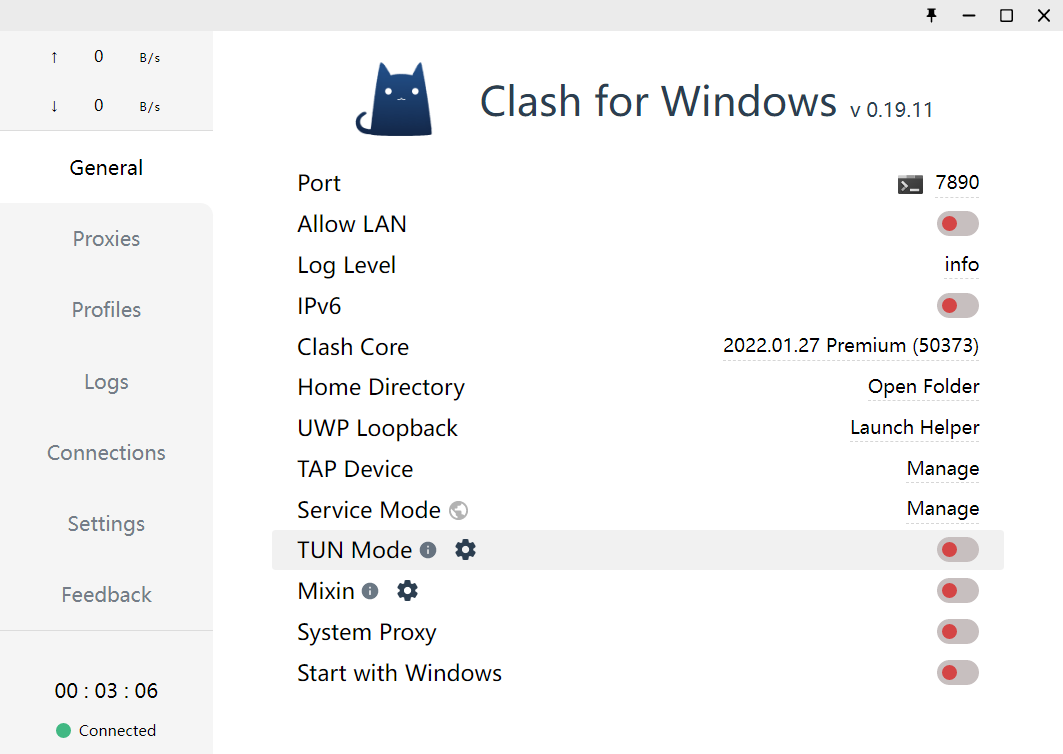 ↑ 0 B/s
↓ 0 B/s
General
Proxies
Profiles
Logs
Connections
Settings
Feedback
00 : 03 : 06
Connected
Clash for Windows v 0.19.11
Port 7890
Allow LAN
Log Level info
IPv6
Clash Core 2022.01.27 Premium (50373)
Home Directory Open Folder
UWP Loopback Launch Helper
TAP Device Manage
Service Mode Manage
TUN Mode
Mixin
System Proxy
Start with Windows